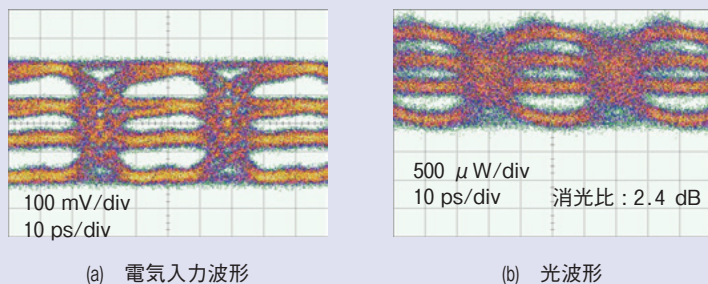 100 mV/div
10 ps/div
500 μW/div
10 ps/div 消光比：2.4 dB
(a) 電気入力波形
(b) 光波形